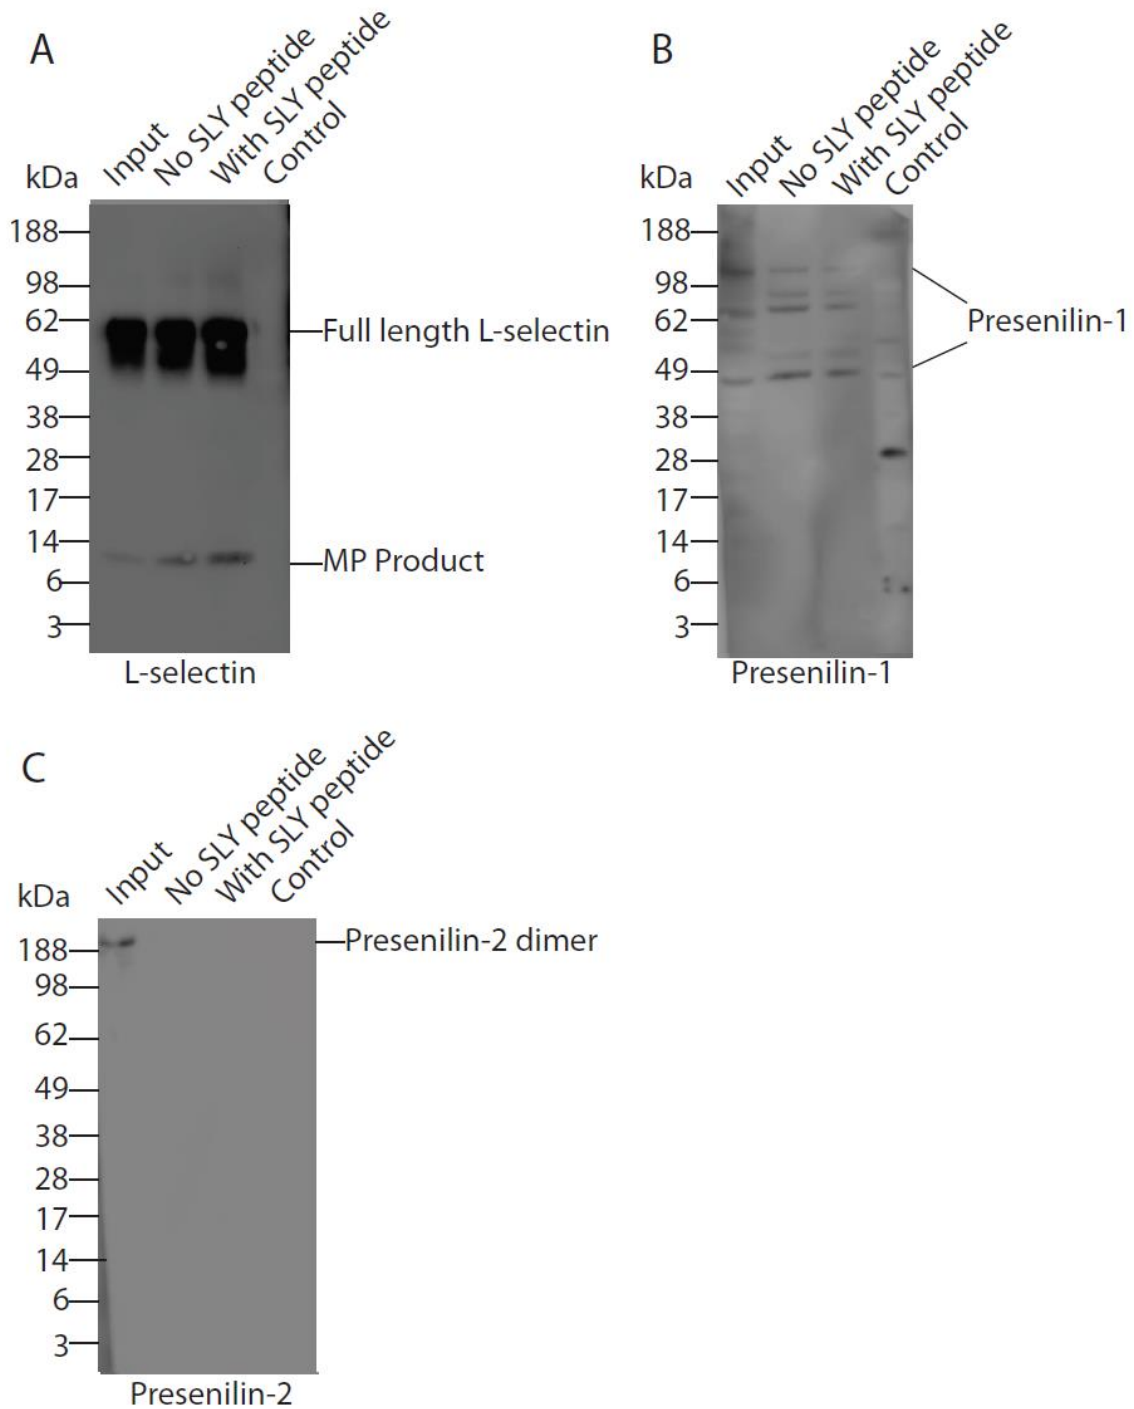 A
Input
No SLY peptide
With SLY peptide
Control
kDa
188
98
62
49
38
28
17
14
6
3
Full length L-selectin
MP Product
L-selectin
B
Input
No SLY peptide
With SLY peptide
Control
kDa
188
98
62
49
38
28
17
14
6
3
Presenilin-1
Presenilin-1
C
Input
No SLY peptide
With SLY peptide
Control
kDa
188
98
62
49
38
28
17
14
6
3
Presenilin-2 dimer
Presenilin-2